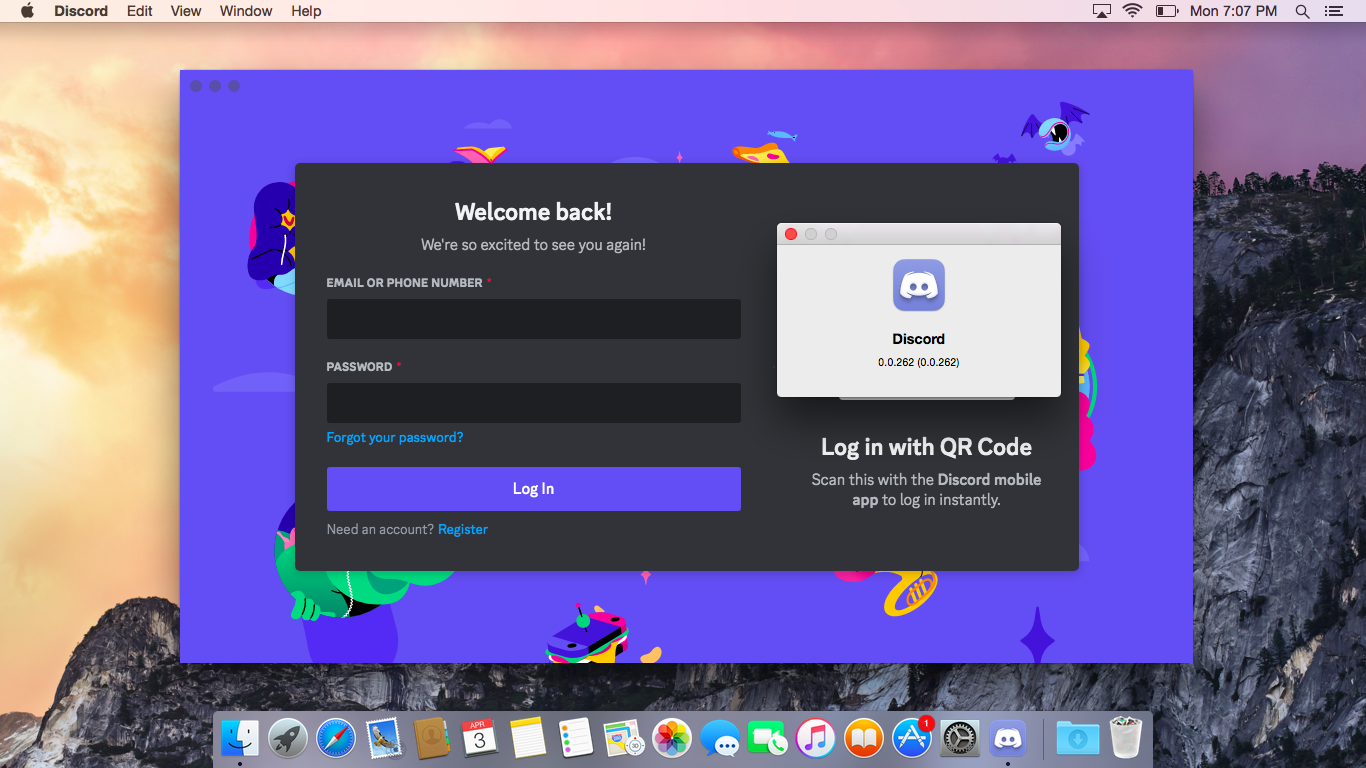 Discord Edit View Window Help Mon 7:07 PM
Welcome back!
We're so excited to see you again!
EMAIL OR PHONE NUMBER *
PASSWORD *
Forgot your password?
Log In
Need an account? Register
Discord
0.0.262 (0.0.262)
Log in with QR Code
Scan this with the Discord mobile
app to log in instantly.
APR
3
30
1